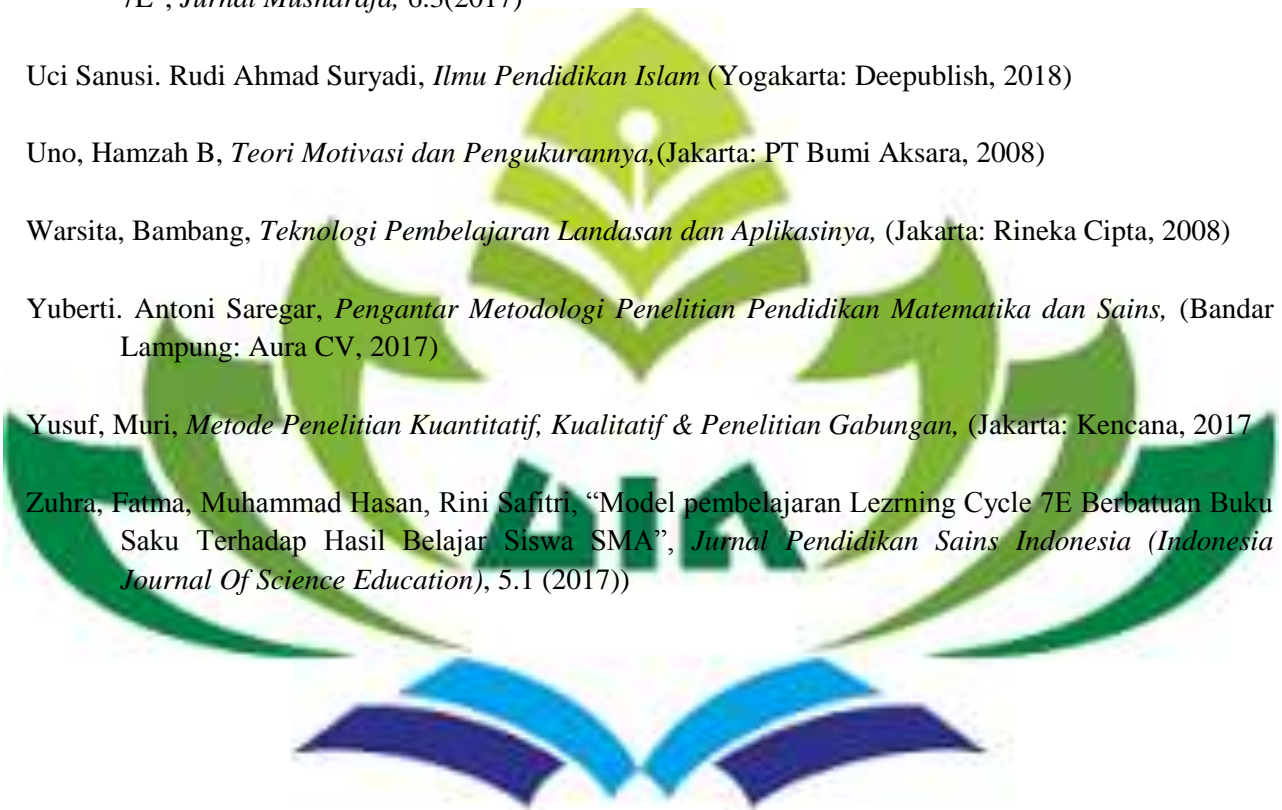 7E", Jurnal Musharafa, 6.3(2017)
Uci Sanusi. Rudi Ahmad Suryadi, Ilmu Pendidikan Islam (Yogakarta: Deepublish, 2018)
Uno, Hamzah B, Teori Motivasi dan Pengukurannya,(Jakarta: PT Bumi Aksara, 2008)
Warsita, Bambang, Teknologi Pembelajaran Landasan dan Aplikasinya, (Jakarta: Rineka Cipta, 2008)
Yuberti. Antoni Saregar, Pengantar Metodologi Penelitian Pendidikan Matematika dan Sains, (Bandar
Lampung: Aura CV, 2017)
Yusuf, Muri, Metode Penelitian Kuantitatif, Kualitatif & Penelitian Gabungan, (Jakarta: Kencana, 2017
Zuhra, Fatma, Muhammad Hasan, Rini Safitri, “Model pembelajaran Lezrning Cycle 7E Berbatuan Buku
Saku Terhadap Hasil Belajar Siswa SMA”, Jurnal Pendidikan Sains Indonesia (Indonesia
Journal Of Science Education), 5.1 (2017))